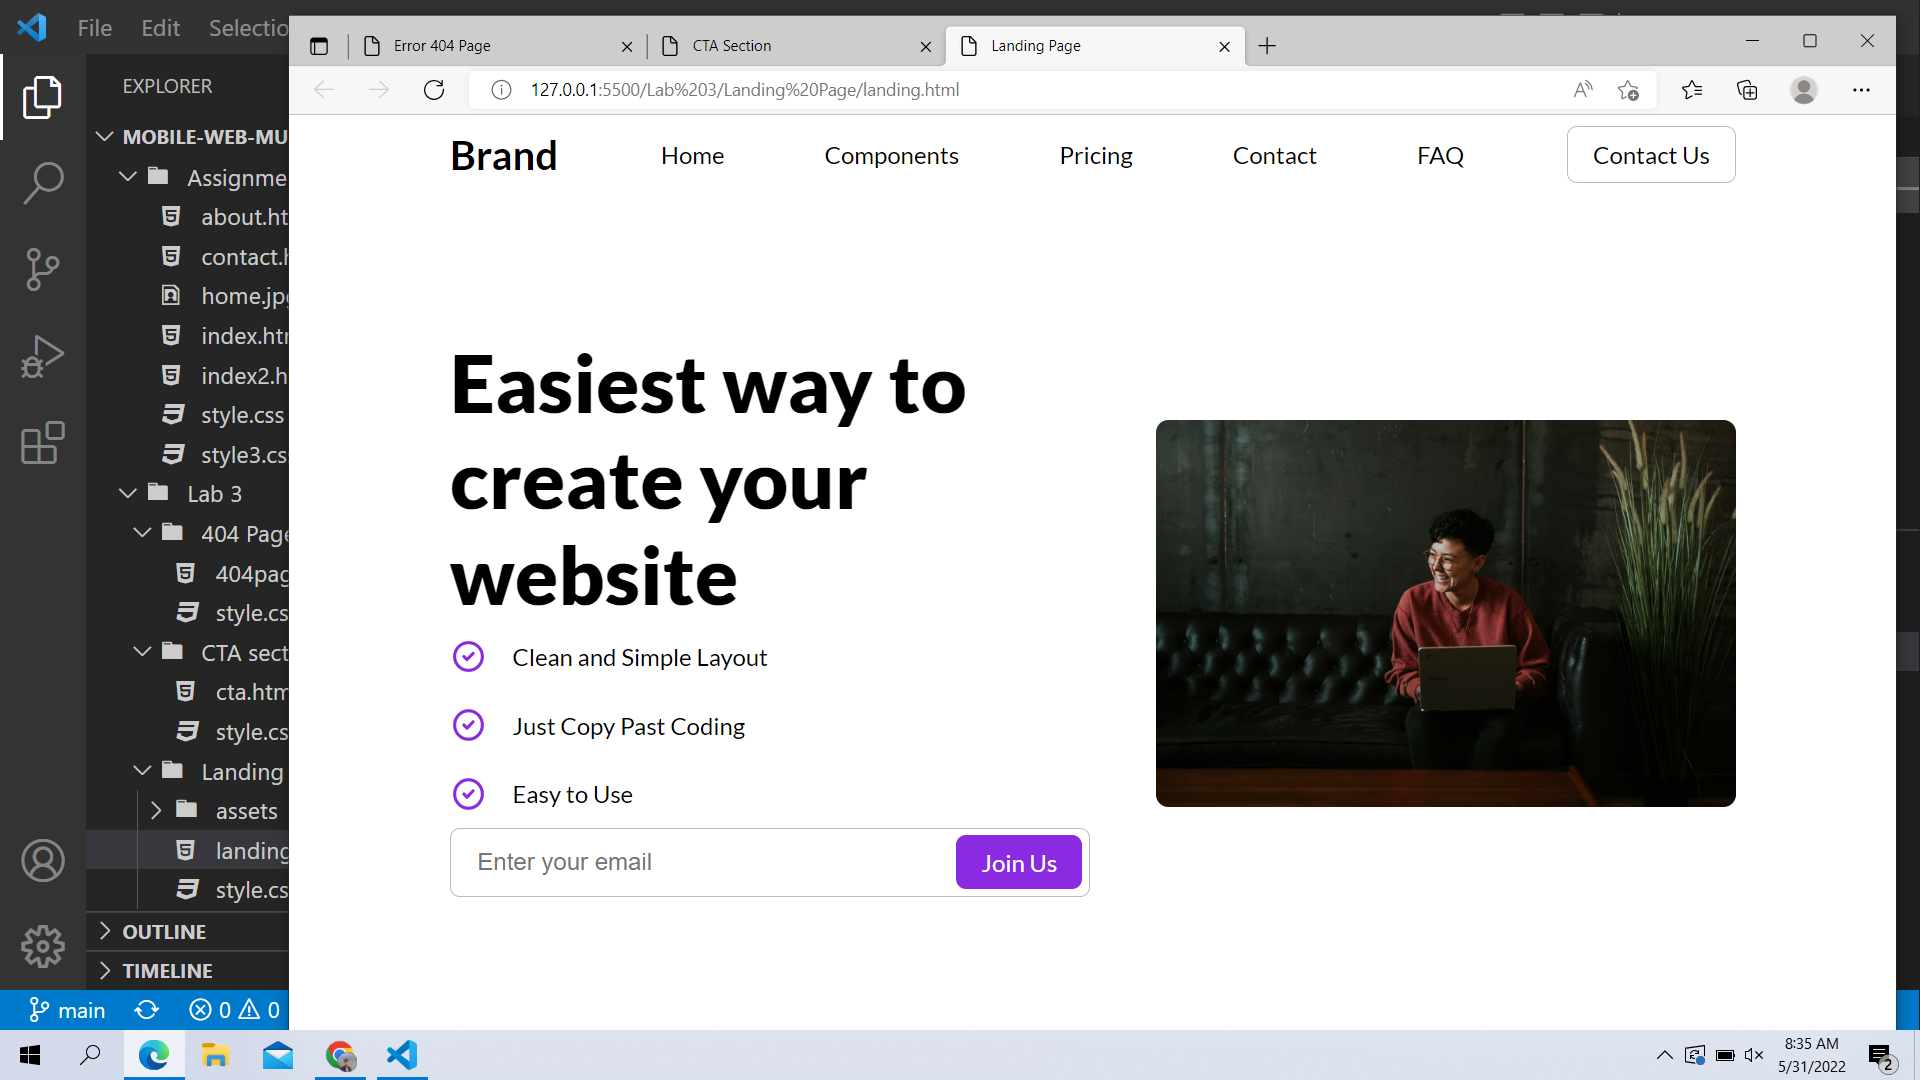 File Edit Selectio
Error 404 Page
CTA Section
Landing Page
127.0.0.1:5500/Lab%203/Landing%20Page/landing.html
EXPLORER
MOBILE-WEB-MU
Assignme
about.ht
contact.h
home.jpg
index.htm
index2.h
style.css
style3.cs
Lab 3
404 Page
404pag
style.cs
CTA sect
cta.htm
style.cs
Landing
assets
landing
style.cs
OUTLINE
TIMELINE
main
0 0
Brand
Home
Components
Pricing
Contact
FAQ
Contact Us
Easiest way to
create your
website
Clean and Simple Layout
Just Copy Past Coding
Easy to Use
Enter your email
Join Us
8:35 AM
5/31/2022
2